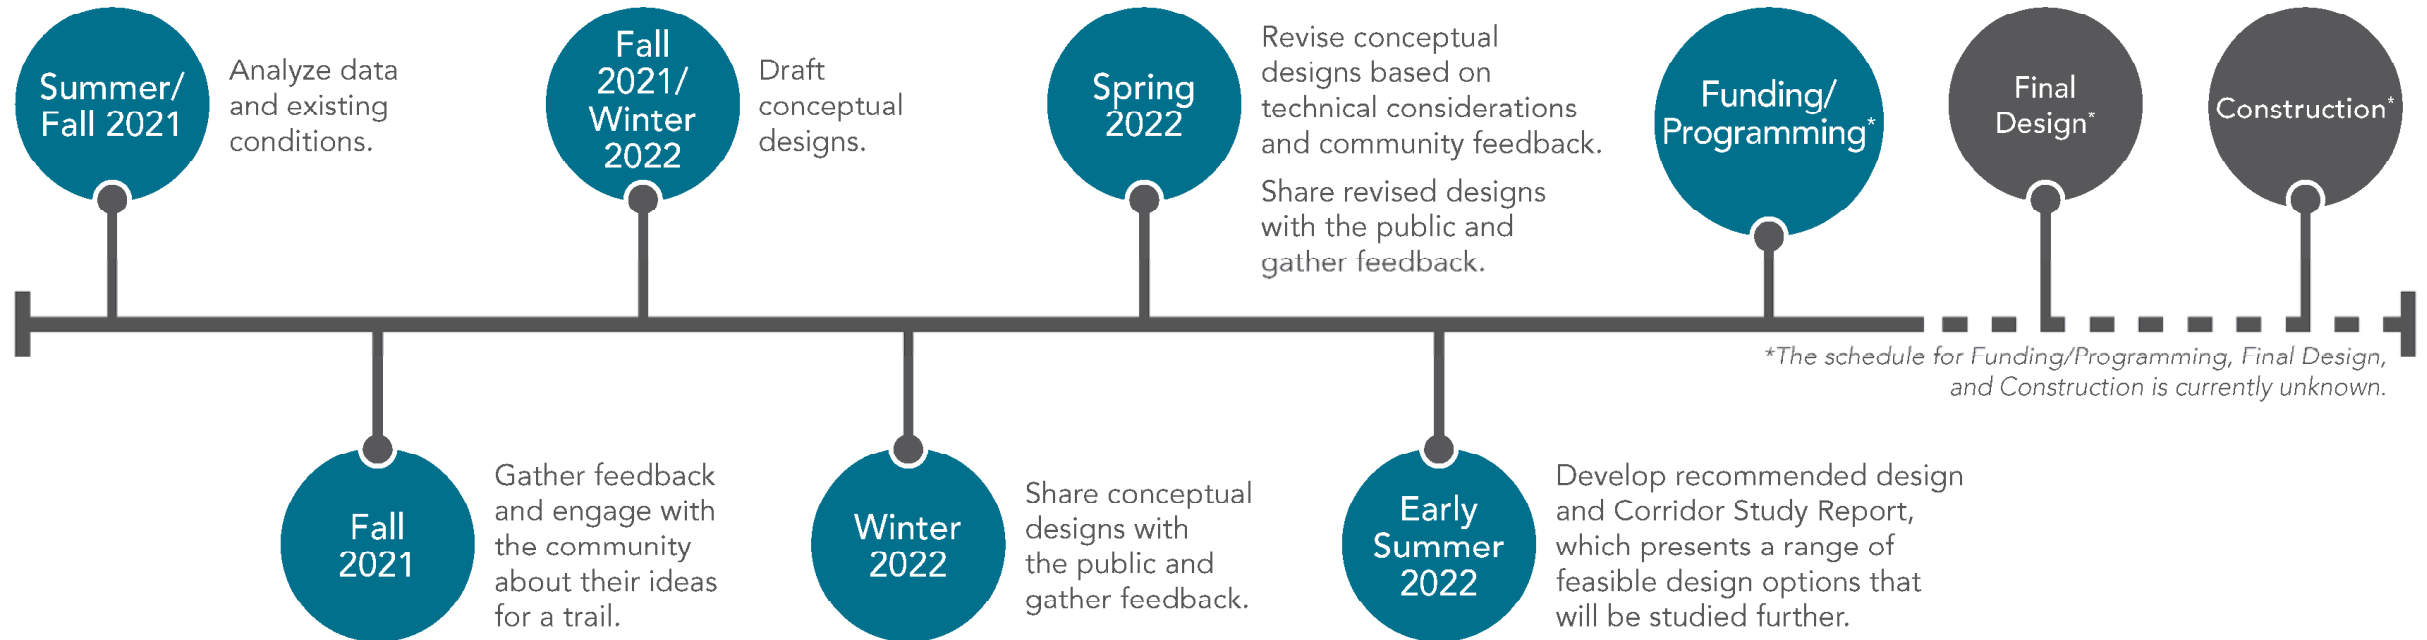 Summer/
Fall 2021
Analyze data
and existing
conditions.
Fall
2021/
Winter
2022
Draft
conceptual
designs.
Spring
2022
Revise conceptual
designs based on
technical considerations
and community feedback.
Share revised designs
with the public and
gather feedback.
Funding/
Programming*
Final
Design*
Construction*
*The schedule for Funding/Programming, Final Design,
and Construction is currently unknown.
Fall
2021
Gather feedback
and engage with
the community
about their ideas
for a trail.
Winter
2022
Share conceptual
designs with
the public and
gather feedback.
Early
Summer
2022
Develop recommended design
and Corridor Study Report,
which presents a range of
feasible design options that
will be studied further.